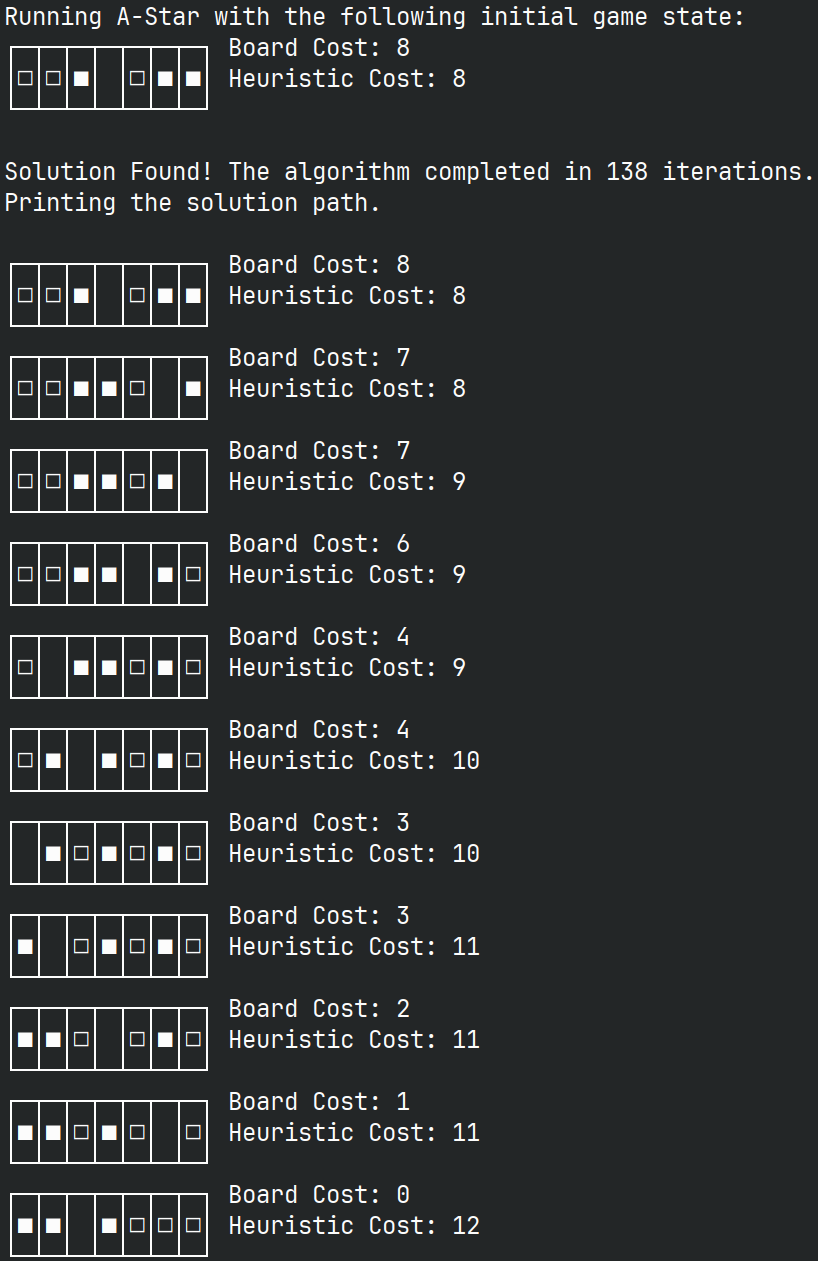 Running A-Star with the following initial game state:
Board Cost: 8
□ □ ■   □ ■ ■ Heuristic Cost: 8
Solution Found! The algorithm completed in 138 iterations.
Printing the solution path.
Board Cost: 8
□ □ ■   □ ■ ■ Heuristic Cost: 8
Board Cost: 7
□ □ ■ ■ □   ■ Heuristic Cost: 8
Board Cost: 7
□ □ ■ ■ □ ■   Heuristic Cost: 9
Board Cost: 6
□ □ ■ ■   ■ □ Heuristic Cost: 9
Board Cost: 4
□   ■ ■ □ ■ □ Heuristic Cost: 9
Board Cost: 4
□ ■   ■ □ ■ □ Heuristic Cost: 10
Board Cost: 3
  ■ □ ■ □ ■ □ Heuristic Cost: 10
Board Cost: 3
■   □ ■ □ ■ □ Heuristic Cost: 11
Board Cost: 2
■ ■ □   □ ■ □ Heuristic Cost: 11
Board Cost: 1
■ ■ □ ■ □   □ Heuristic Cost: 11
Board Cost: 0
■ ■   ■ □ □ □ Heuristic Cost: 12